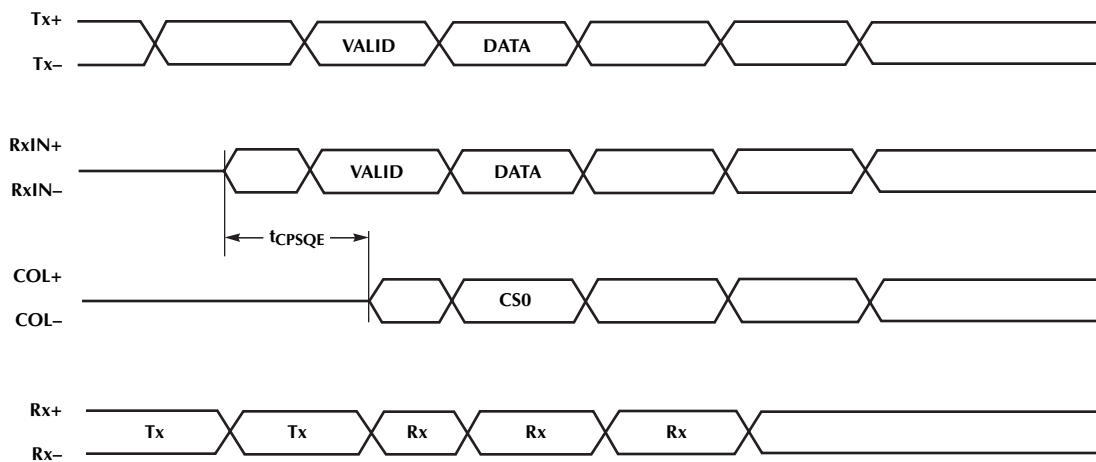 Tx+
VALID DATA
Tx–
RxIN+
VALID DATA
RxIN–
tCPSQE
COL+
CS0
COL–
Rx+
Tx Tx Rx Rx Rx
Rx–